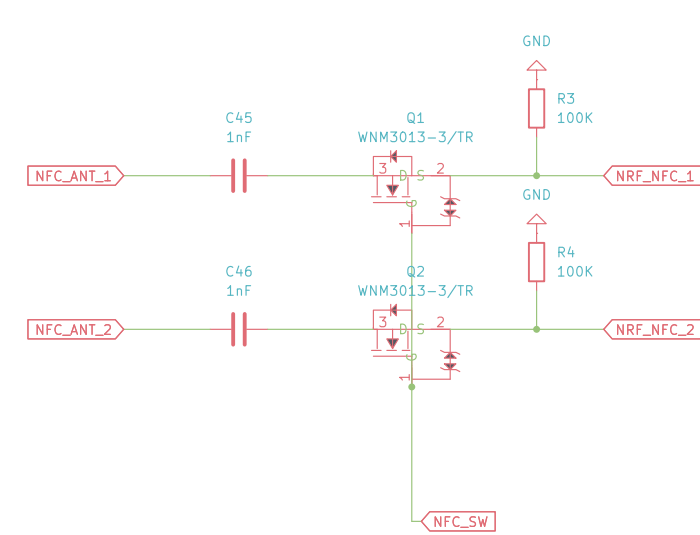 GND
R3
100K
C45
1nF
Q1
WNM3013-3/TR
NFC_ANT_1
3
D
S
2
G
1
NRF_NFC_1
GND
R4
100K
C46
1nF
Q2
WNM3013-3/TR
NFC_ANT_2
3
D
S
2
G
1
NRF_NFC_2
NFC_SW